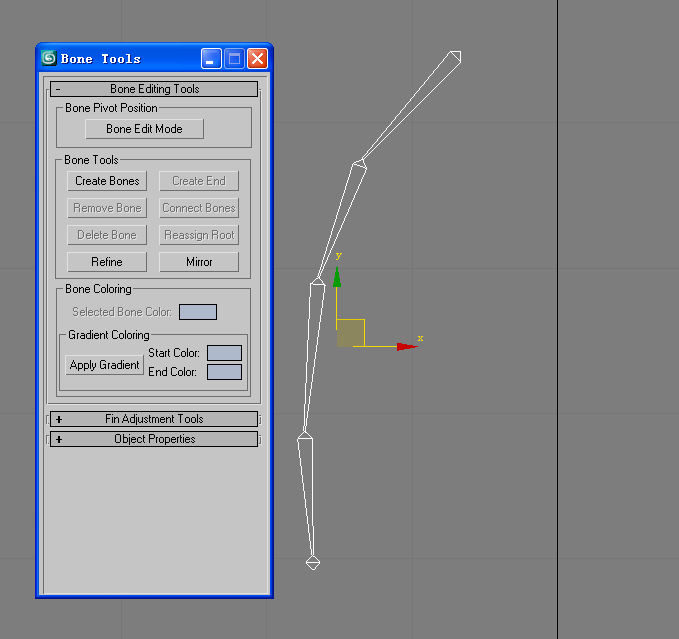 Bone Tools
- Bone Editing Tools
Bone Pivot Position
Bone Edit Mode
Bone Tools
Create Bones Create End
Remove Bone Connect Bones
Delete Bone Reassign Root
Refine Mirror
Bone Coloring
Selected Bone Color:
Gradient Coloring
Apply Gradient Start Color:
End Color:
+ Fin Adjustment Tools
+ Object Properties
y
x